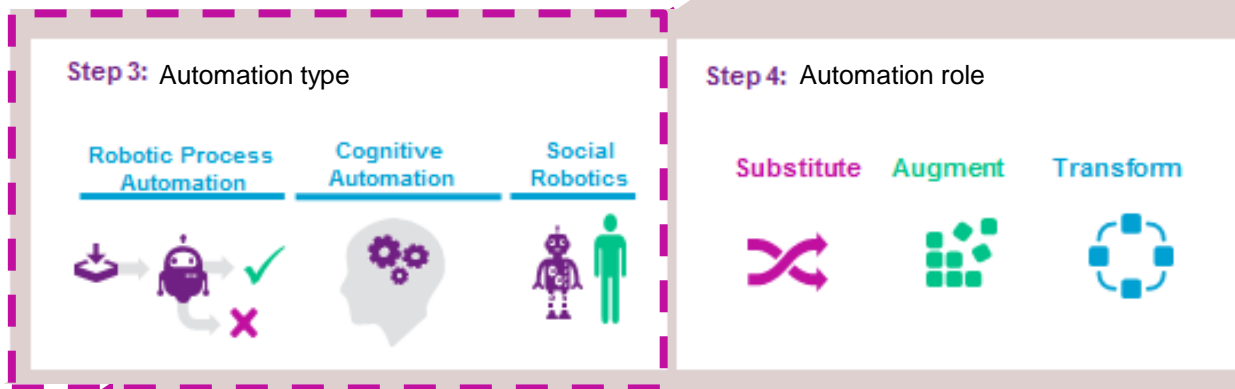 Step 3: Automation type
Robotic Process
Automation
Cognitive
Automation
Social
Robotics
Step 4: Automation role
Substitute
Augment
Transform